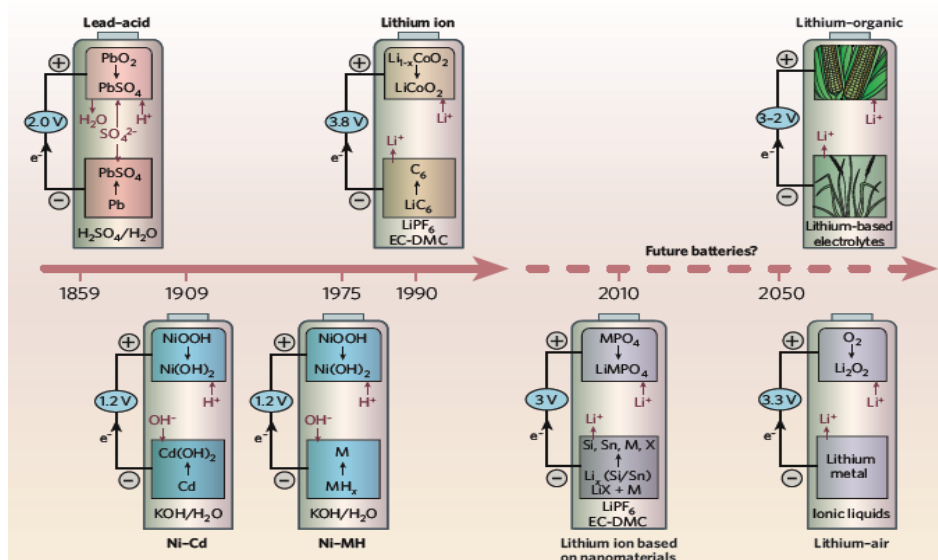 Lead–acid
PbO₂
PbSO₄
H₂O
H⁺
SO₄²⁻
2.0 V
e⁻
PbSO₄
Pb
H₂SO₄/H₂O
Lithium ion
Li₁₋ₓCoO₂
LiCoO₂
Li⁺
3.8 V
Li⁺
e⁻
C₆
LiC₆
LiPF₆
EC-DMC
Lithium–organic
Li⁺
3–2 V
Li⁺
e⁻
Lithium-based
electrolytes
Future batteries?
1859
1909
1975
1990
2010
2050
NiOOH
Ni(OH)₂
H⁺
1.2 V
OH⁻
e⁻
Cd(OH)₂
Cd
KOH/H₂O
Ni–Cd
NiOOH
Ni(OH)₂
H⁺
1.2 V
OH⁻
e⁻
M
MHₓ
KOH/H₂O
Ni–MH
MPO₄
LiMPO₄
Li⁺
3 V
Li⁺
e⁻
Si, Sn, M, X
Liₓ (Si/Sn)
LiX + M
LiPF₆
EC-DMC
Lithium ion based
on nanomaterials
O₂
Li₂O₂
Li⁺
3.3 V
Li⁺
e⁻
Lithium
metal
Ionic liquids
Lithium–air